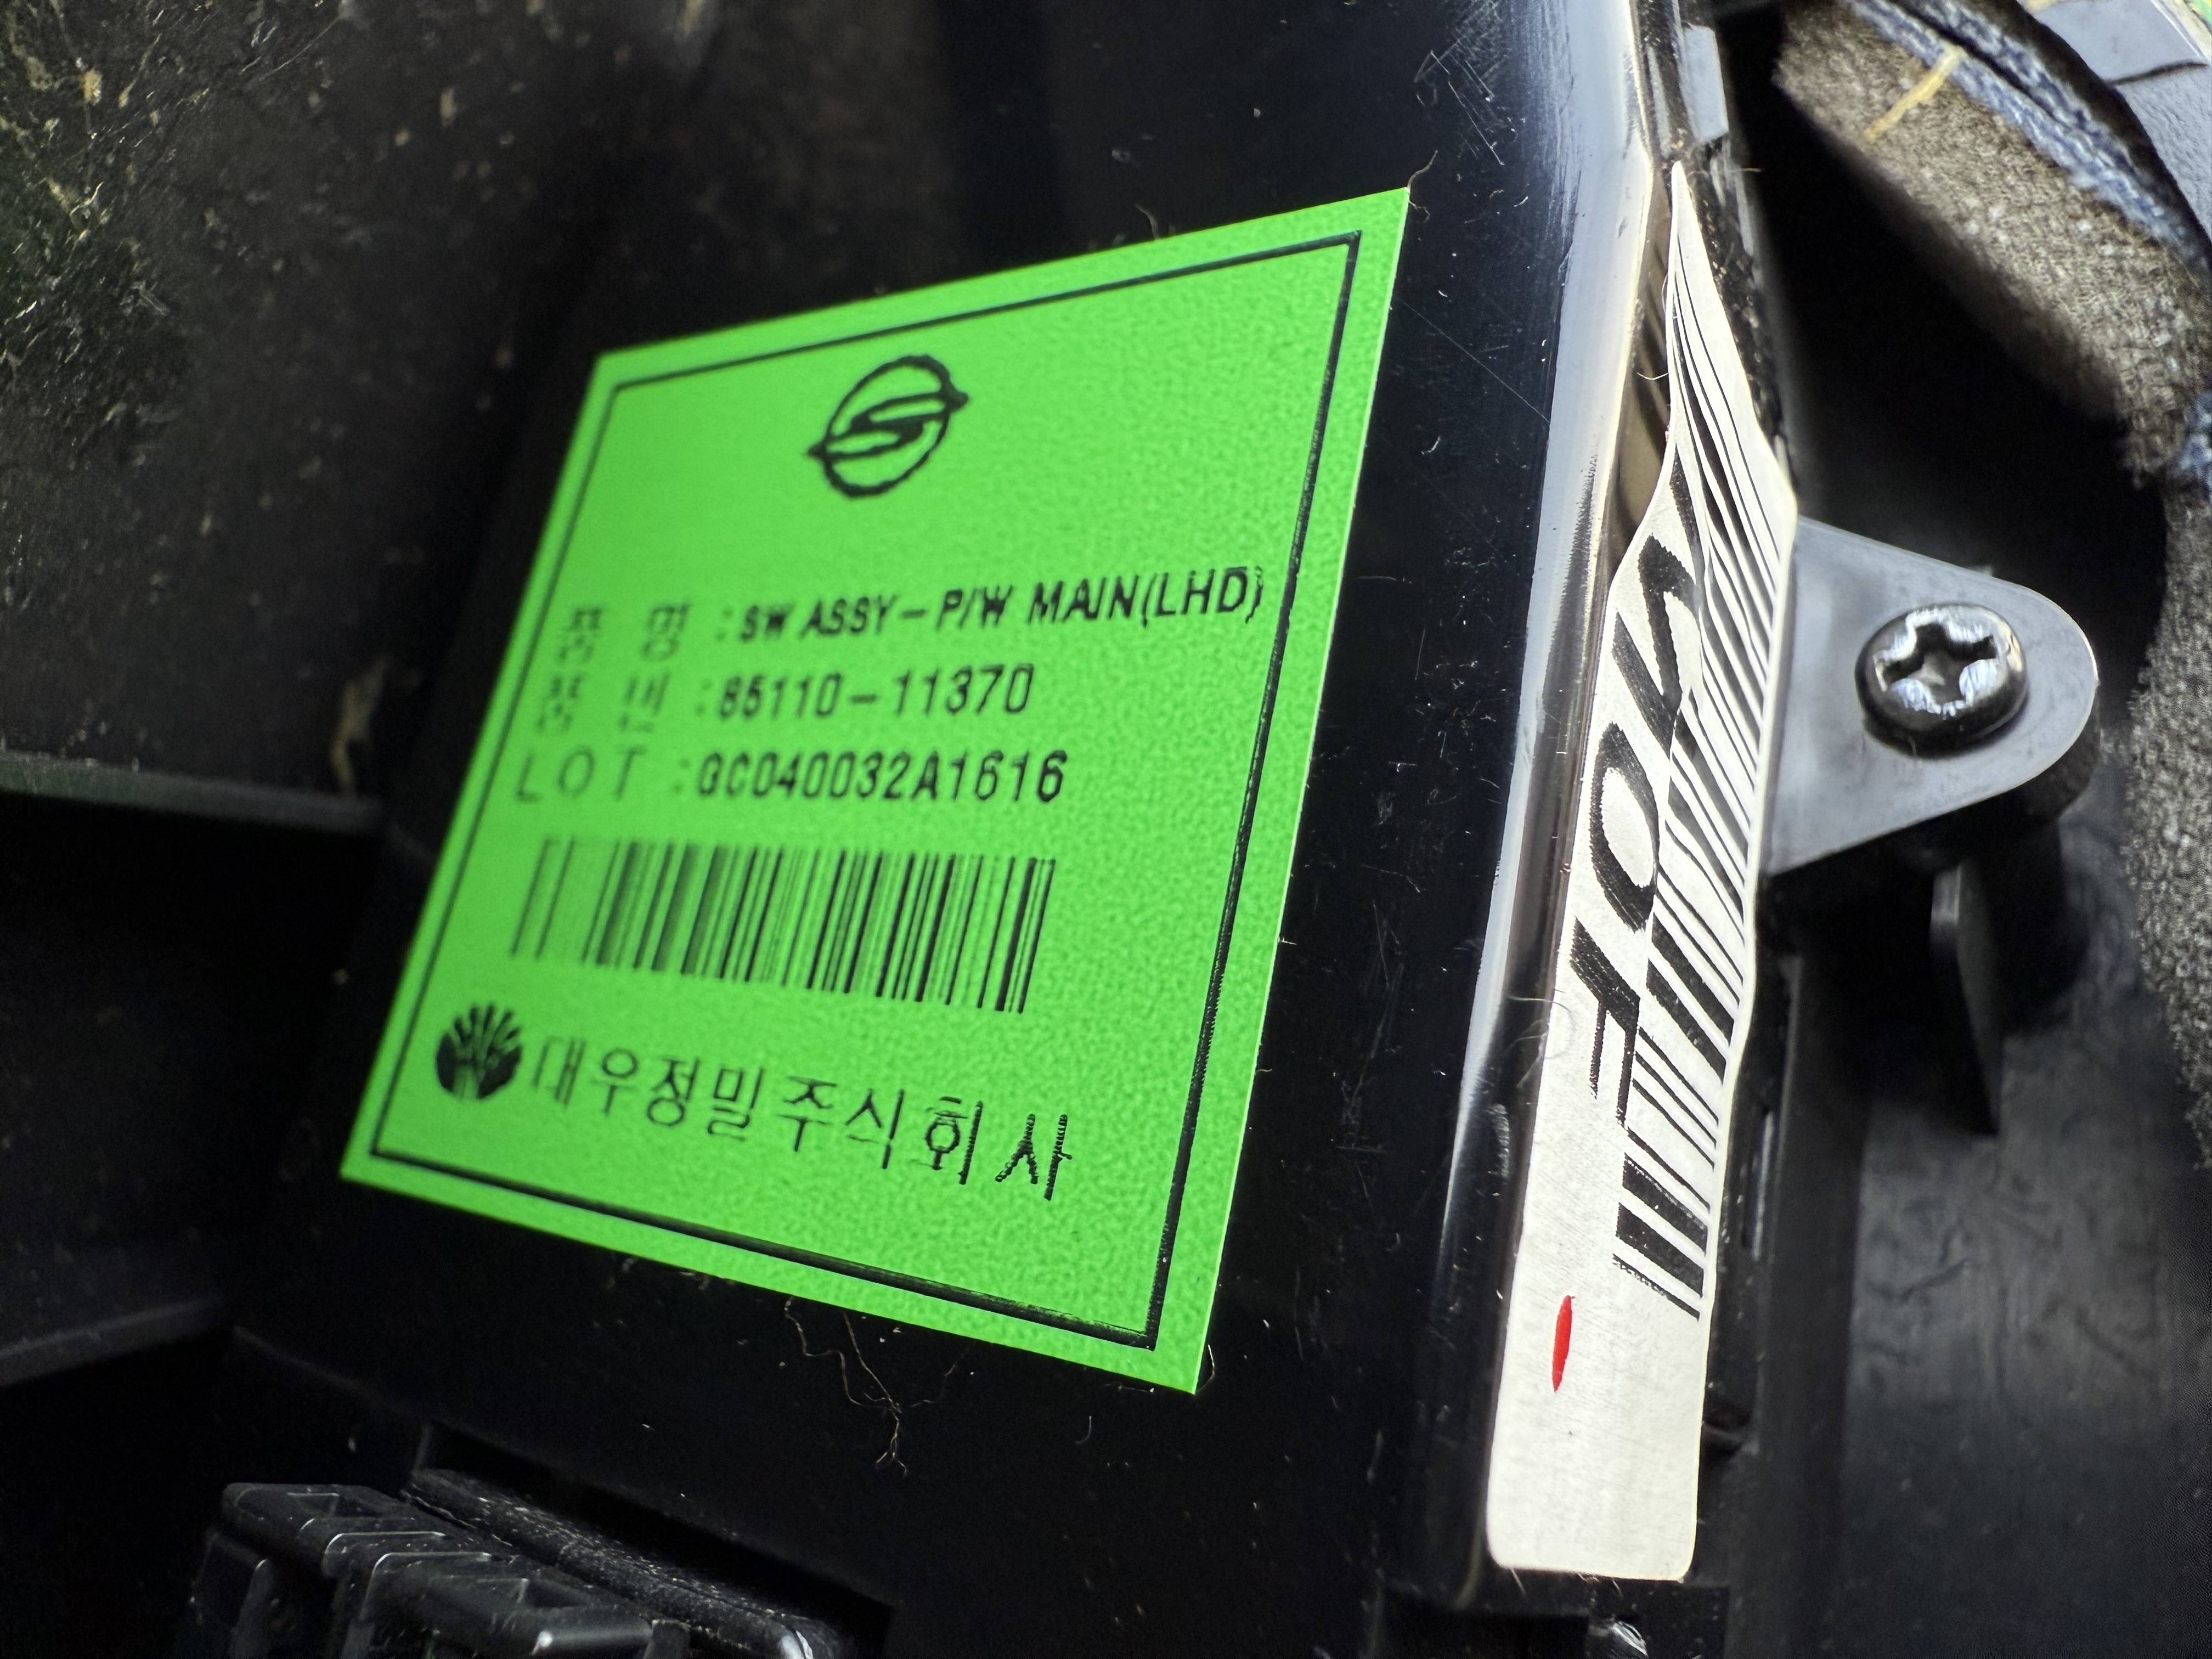 품 명 : SW ASSY-P/W MAIN(LHD)
품 번 : 85110-11370
LOT : GC040032A1616
대우정밀주식회사